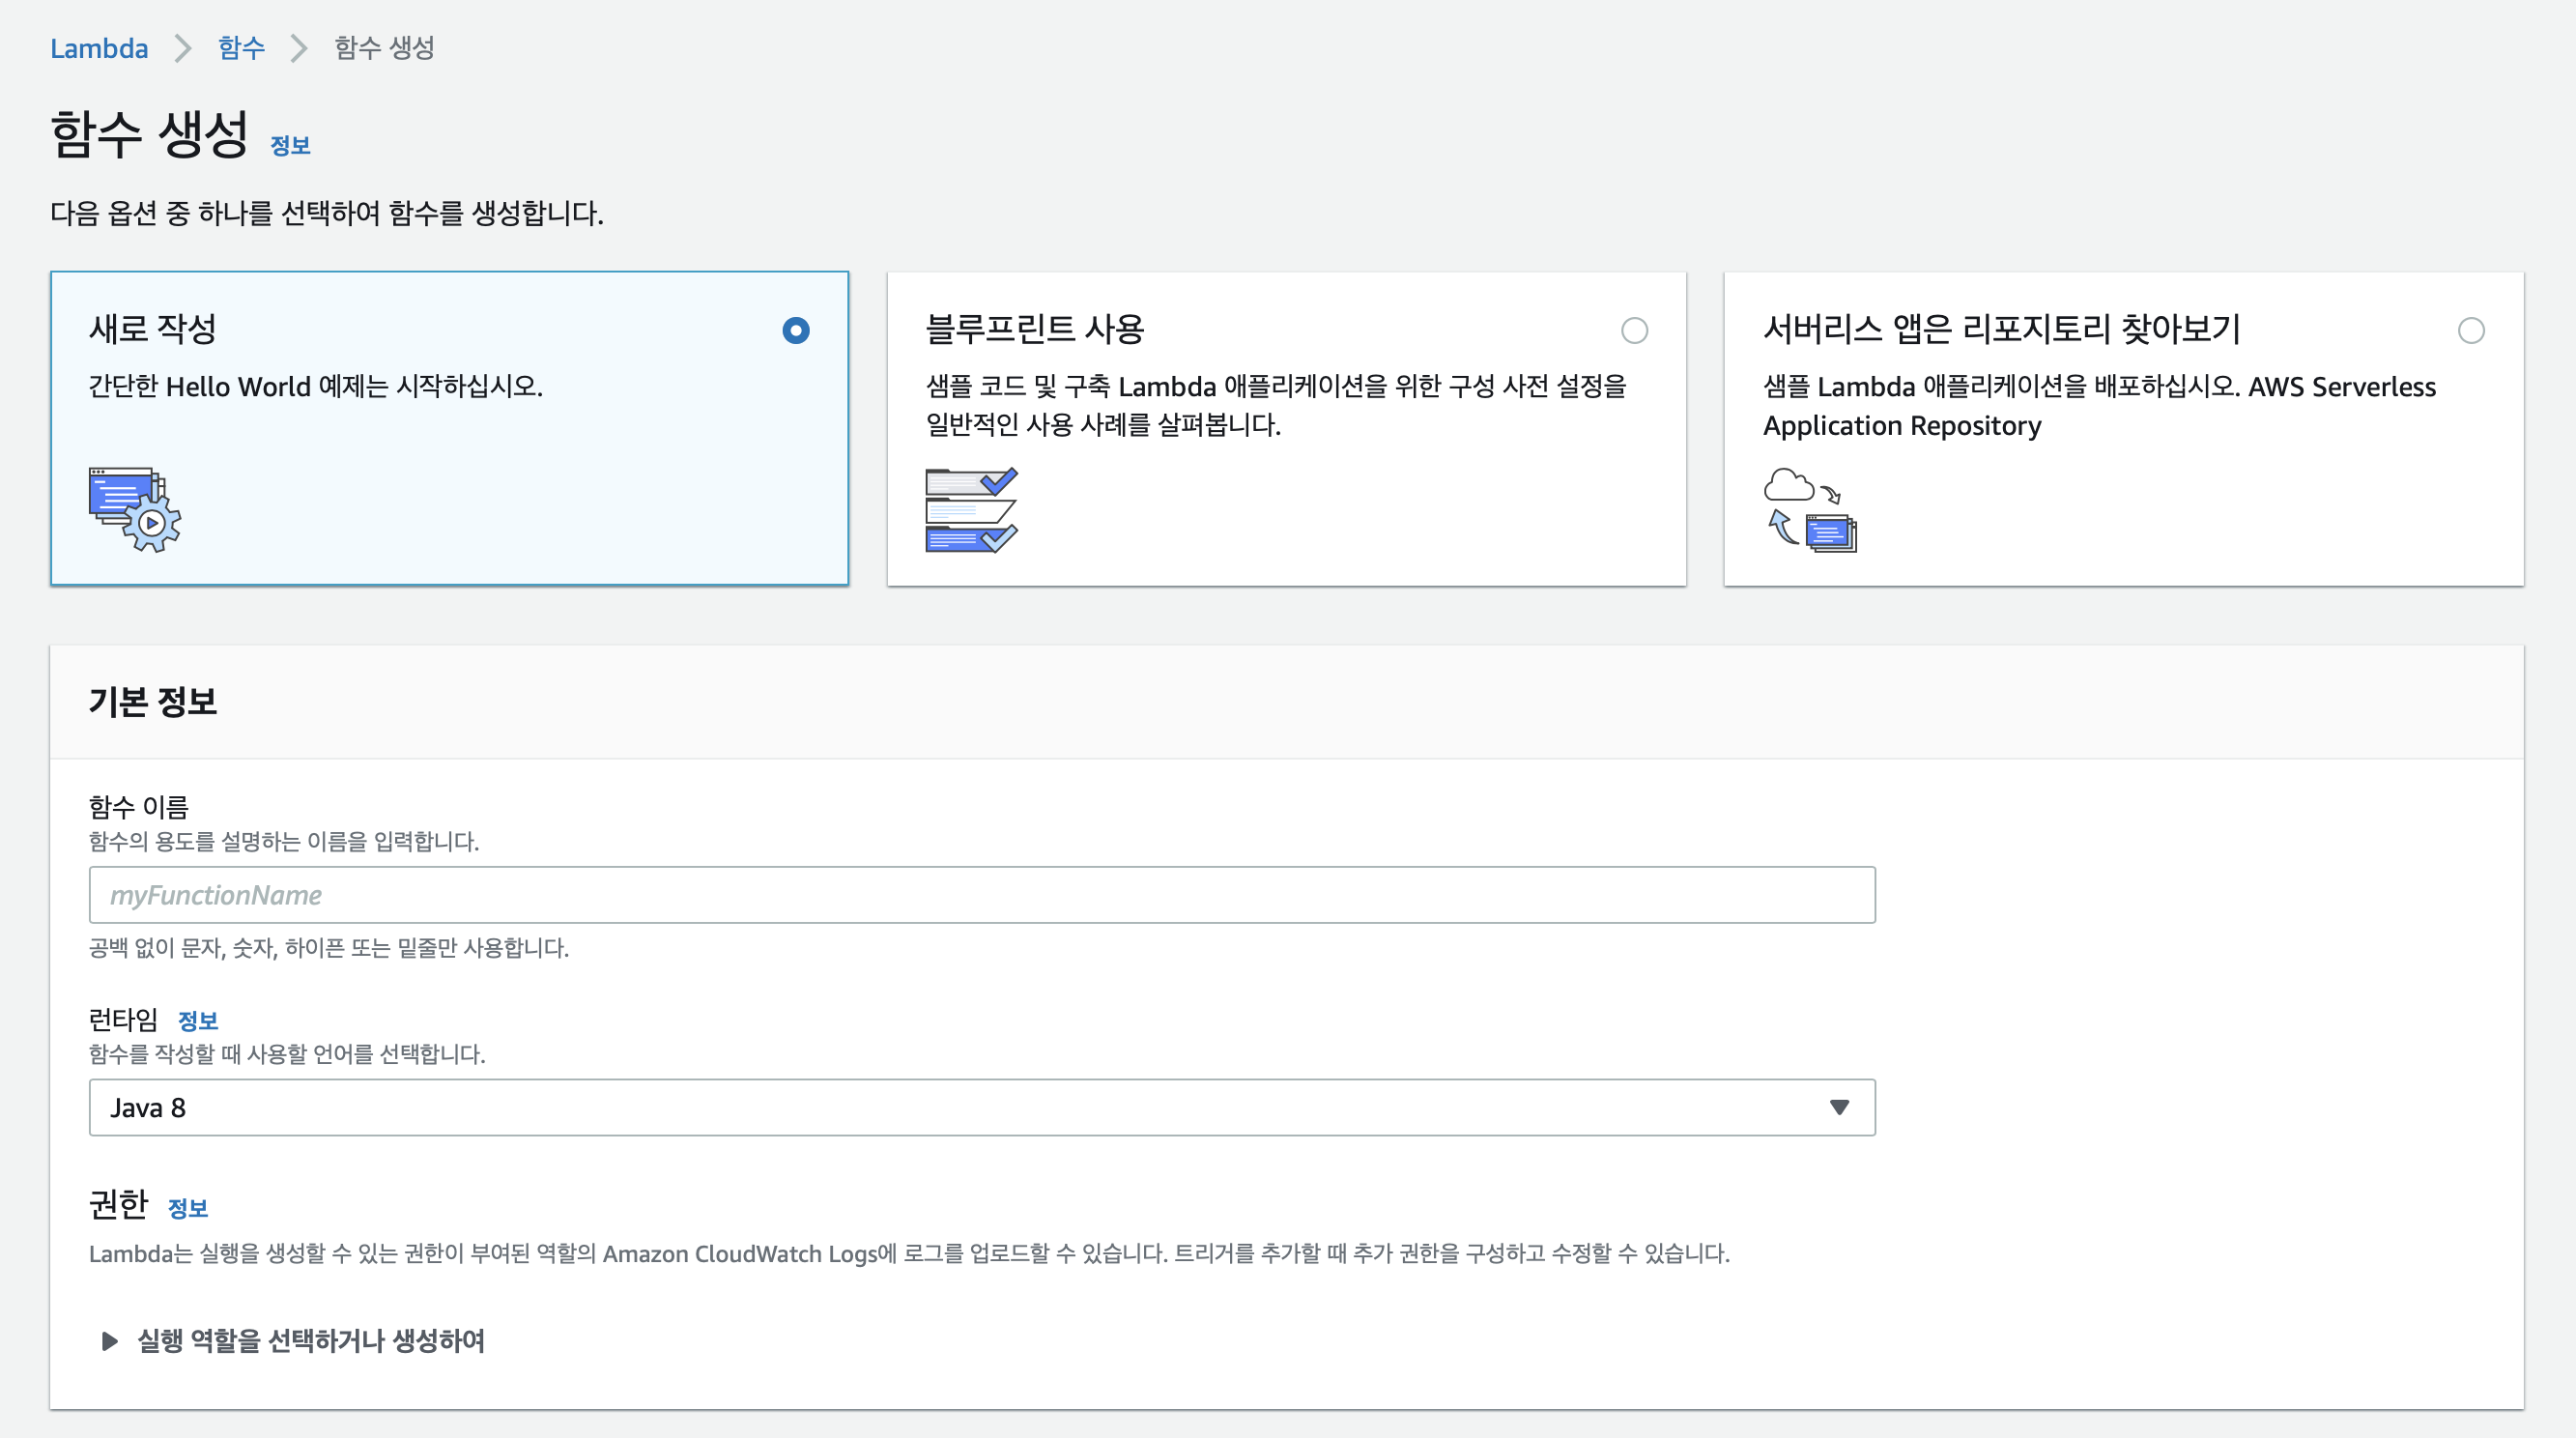 Lambda > 함수 > 함수 생성
함수 생성 정보
다음 옵션 중 하나를 선택하여 함수를 생성합니다.
새로 작성
간단한 Hello World 예제는 시작하십시오.
블루프린트 사용
샘플 코드 및 구축 Lambda 애플리케이션을 위한 구성 사전 설정을
일반적인 사용 사례를 살펴봅니다.
서버리스 앱은 리포지토리 찾아보기
샘플 Lambda 애플리케이션을 배포하십시오. AWS Serverless
Application Repository
기본 정보
함수 이름
함수의 용도를 설명하는 이름을 입력합니다.
myFunctionName
공백 없이 문자, 숫자, 하이픈 또는 밑줄만 사용합니다.
런타임 정보
함수를 작성할 때 사용할 언어를 선택합니다.
Java 8
권한 정보
Lambda는 실행을 생성할 수 있는 권한이 부여된 역할의 Amazon CloudWatch Logs에 로그를 업로드할 수 있습니다. 트리거를 추가할 때 추가 권한을 구성하고 수정할 수 있습니다.
실행 역할을 선택하거나 생성하여